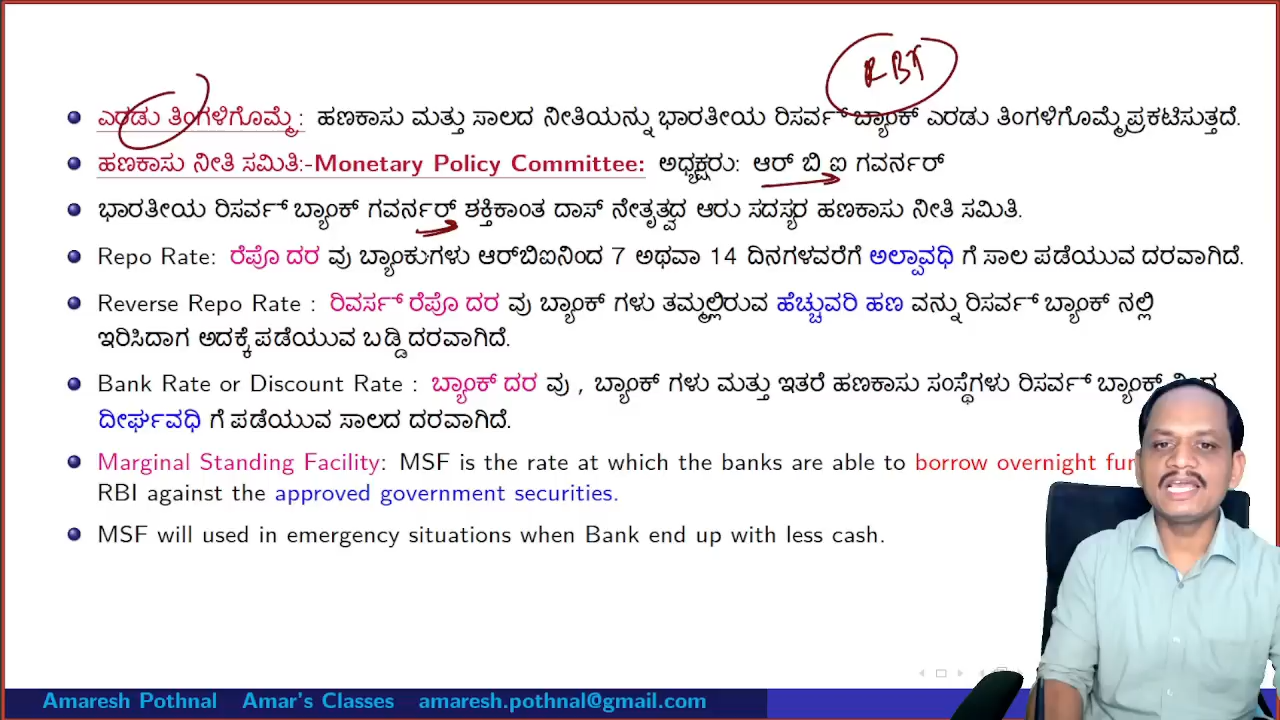 RBI
ಎರಡು ತಿಂಗಳಿಗೊಮ್ಮೆ: ಹಣಕಾಸು ಮತ್ತು ಸಾಲದ ನೀತಿಯನ್ನು ಭಾರತೀಯ ರಿಸರ್ವ್ ಬ್ಯಾಂಕ್ ಎರಡು ತಿಂಗಳಿಗೊಮ್ಮೆ ಪ್ರಕಟಿಸುತ್ತದೆ.
ಹಣಕಾಸು ನೀತಿ ಸಮಿತಿ:-Monetary Policy Committee: ಅಧ್ಯಕ್ಷರು: ಆರ್ ಬಿ ಐ ಗವರ್ನರ್
ಭಾರತೀಯ ರಿಸರ್ವ್ ಬ್ಯಾಂಕ್ ಗವರ್ನರ್ ಶಕ್ತಿಕಾಂತ ದಾಸ್ ನೇತೃತ್ವದ ಆರು ಸದಸ್ಯರ ಹಣಕಾಸು ನೀತಿ ಸಮಿತಿ.
Repo Rate: ರೆಪೊ ದರ ವು ಬ್ಯಾಂಕುಗಳು ಆರ್‌ಬಿಐನಿಂದ 7 ಅಥವಾ 14 ದಿನಗಳವರೆಗೆ ಅಲ್ಪಾವಧಿ ಗೆ ಸಾಲ ಪಡೆಯುವ ದರವಾಗಿದೆ.
Reverse Repo Rate : ರಿವರ್ಸ್ ರೆಪೊ ದರ ವು ಬ್ಯಾಂಕ್ ಗಳು ತಮ್ಮಲ್ಲಿರುವ ಹೆಚ್ಚುವರಿ ಹಣ ವನ್ನು ರಿಸರ್ವ್ ಬ್ಯಾಂಕ್ ನಲ್ಲಿ
ಇರಿಸಿದಾಗ ಅದಕ್ಕೆ ಪಡೆಯುವ ಬಡ್ಡಿ ದರವಾಗಿದೆ.
Bank Rate or Discount Rate : ಬ್ಯಾಂಕ್ ದರ ವು , ಬ್ಯಾಂಕ್ ಗಳು ಮತ್ತು ಇತರೆ ಹಣಕಾಸು ಸಂಸ್ಥೆಗಳು ರಿಸರ್ವ್ ಬ್ಯಾಂಕ್
ದೀರ್ಘವಧಿ ಗೆ ಪಡೆಯುವ ಸಾಲದ ದರವಾಗಿದೆ.
Marginal Standing Facility: MSF is the rate at which the banks are able to borrow overnight
RBI against the approved government securities.
MSF will used in emergency situations when Bank end up with less cash.
Amaresh Pothnal Amar's Classes amaresh.pothnal@gmail.com